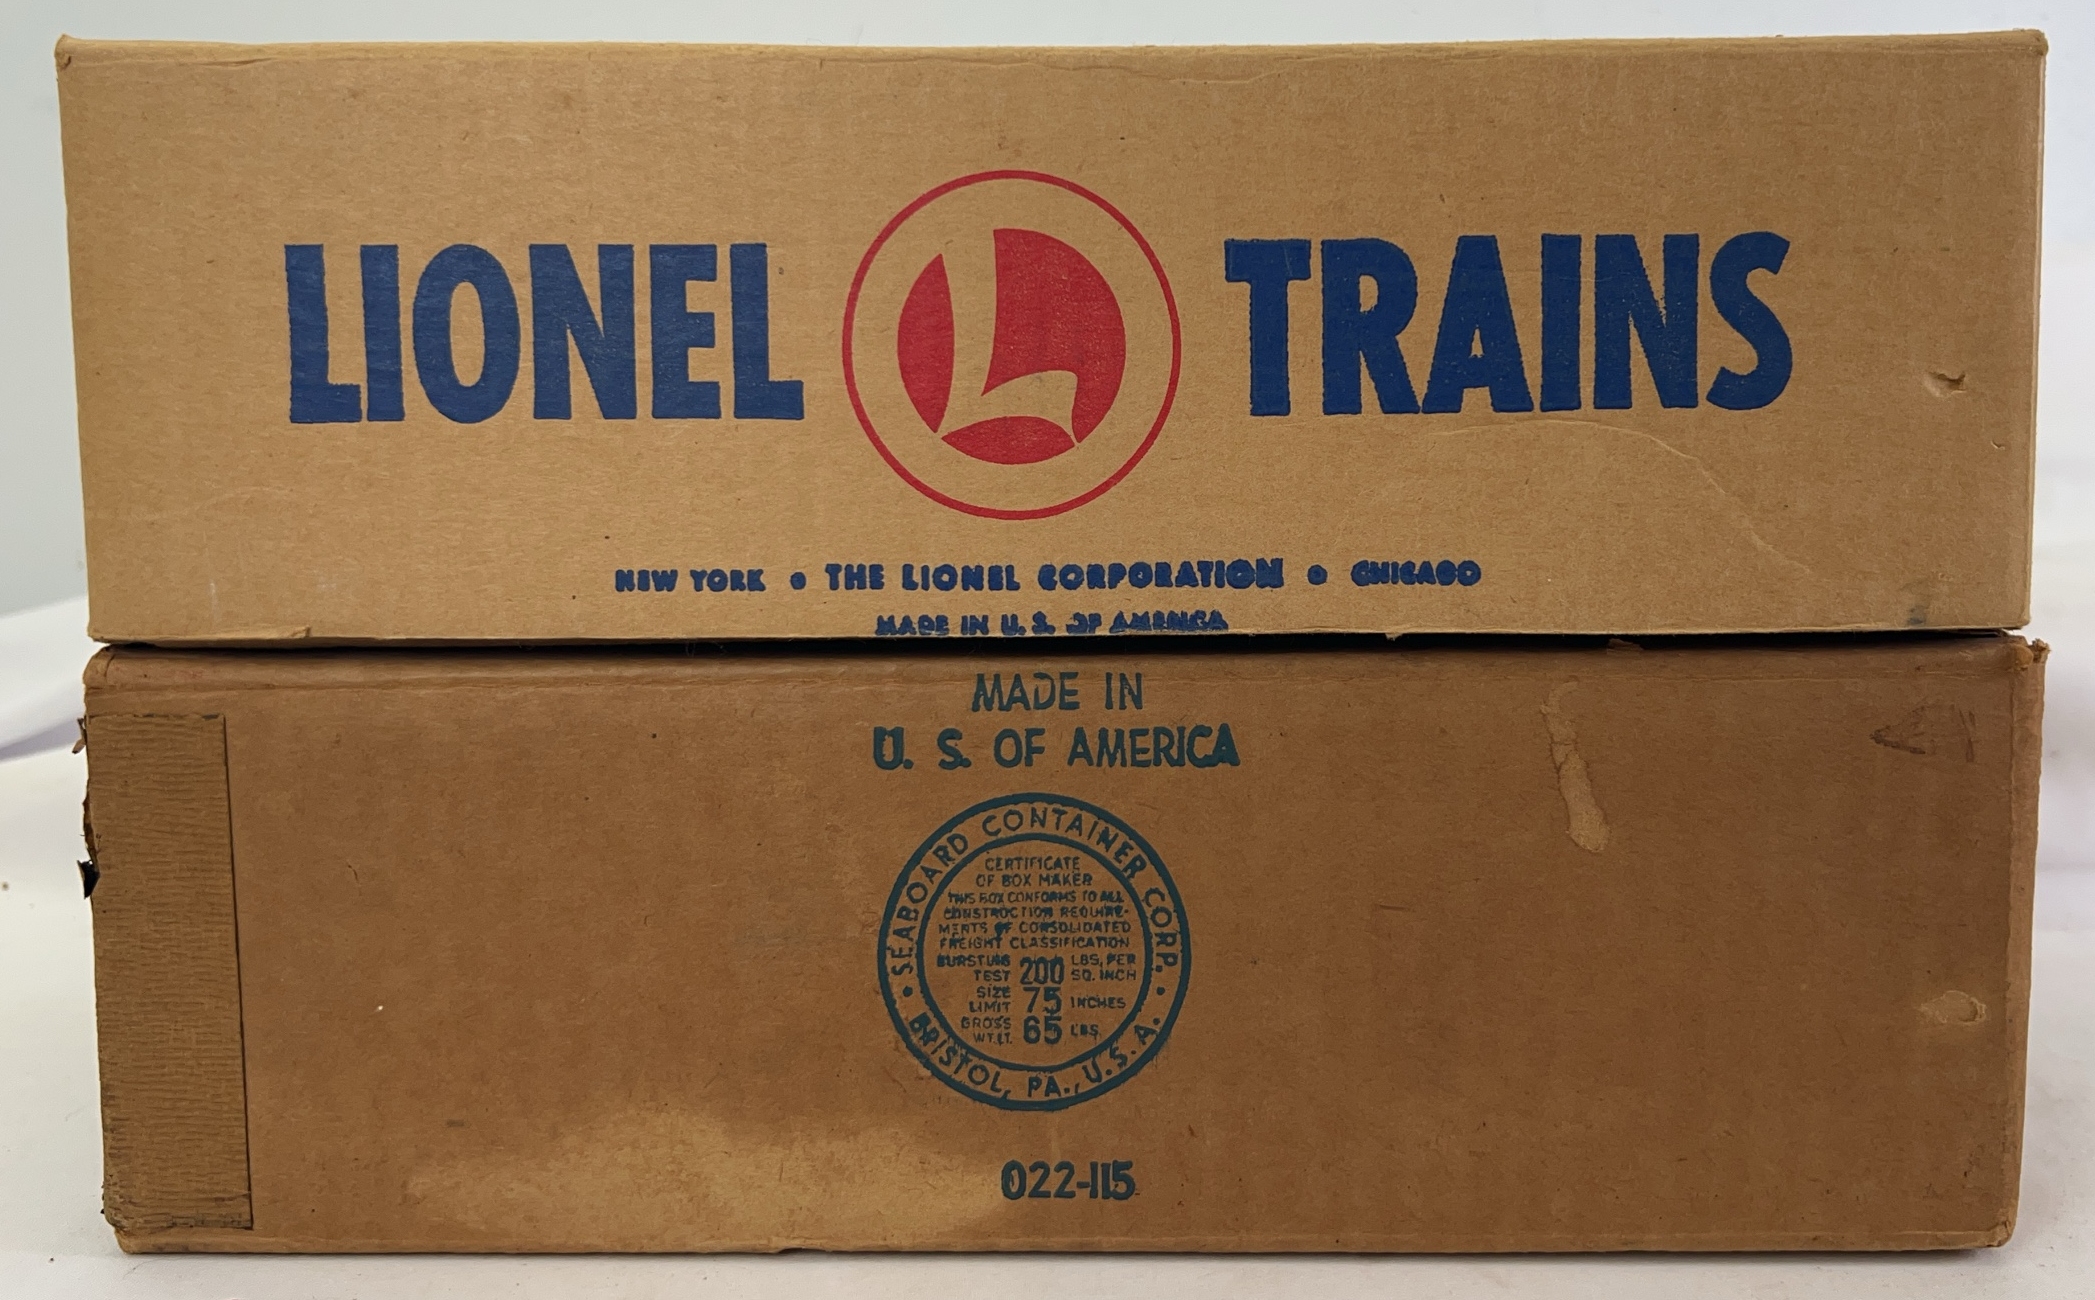 LIONEL L TRAINS
NEW YORK • THE LIONEL CORPORATION • CHICAGO
MADE IN U. S. OF AMERICA
MADE IN
U. S. OF AMERICA
SEABOARD CONTAINER CORP.
CERTIFICATE
OF BOX MAKER
THIS BOX CONFORMS TO ALL
CONSTRUCTION REQUIRE-
MENTS OF CONSOLIDATED
FREIGHT CLASSIFICATION
BURSTING TEST 200 LBS. PER SQ. INCH
SIZE LIMIT 75 INCHES
GROSS WT. LT. 65 LBS.
• BRISTOL, PA., U.S.A. •
022-115